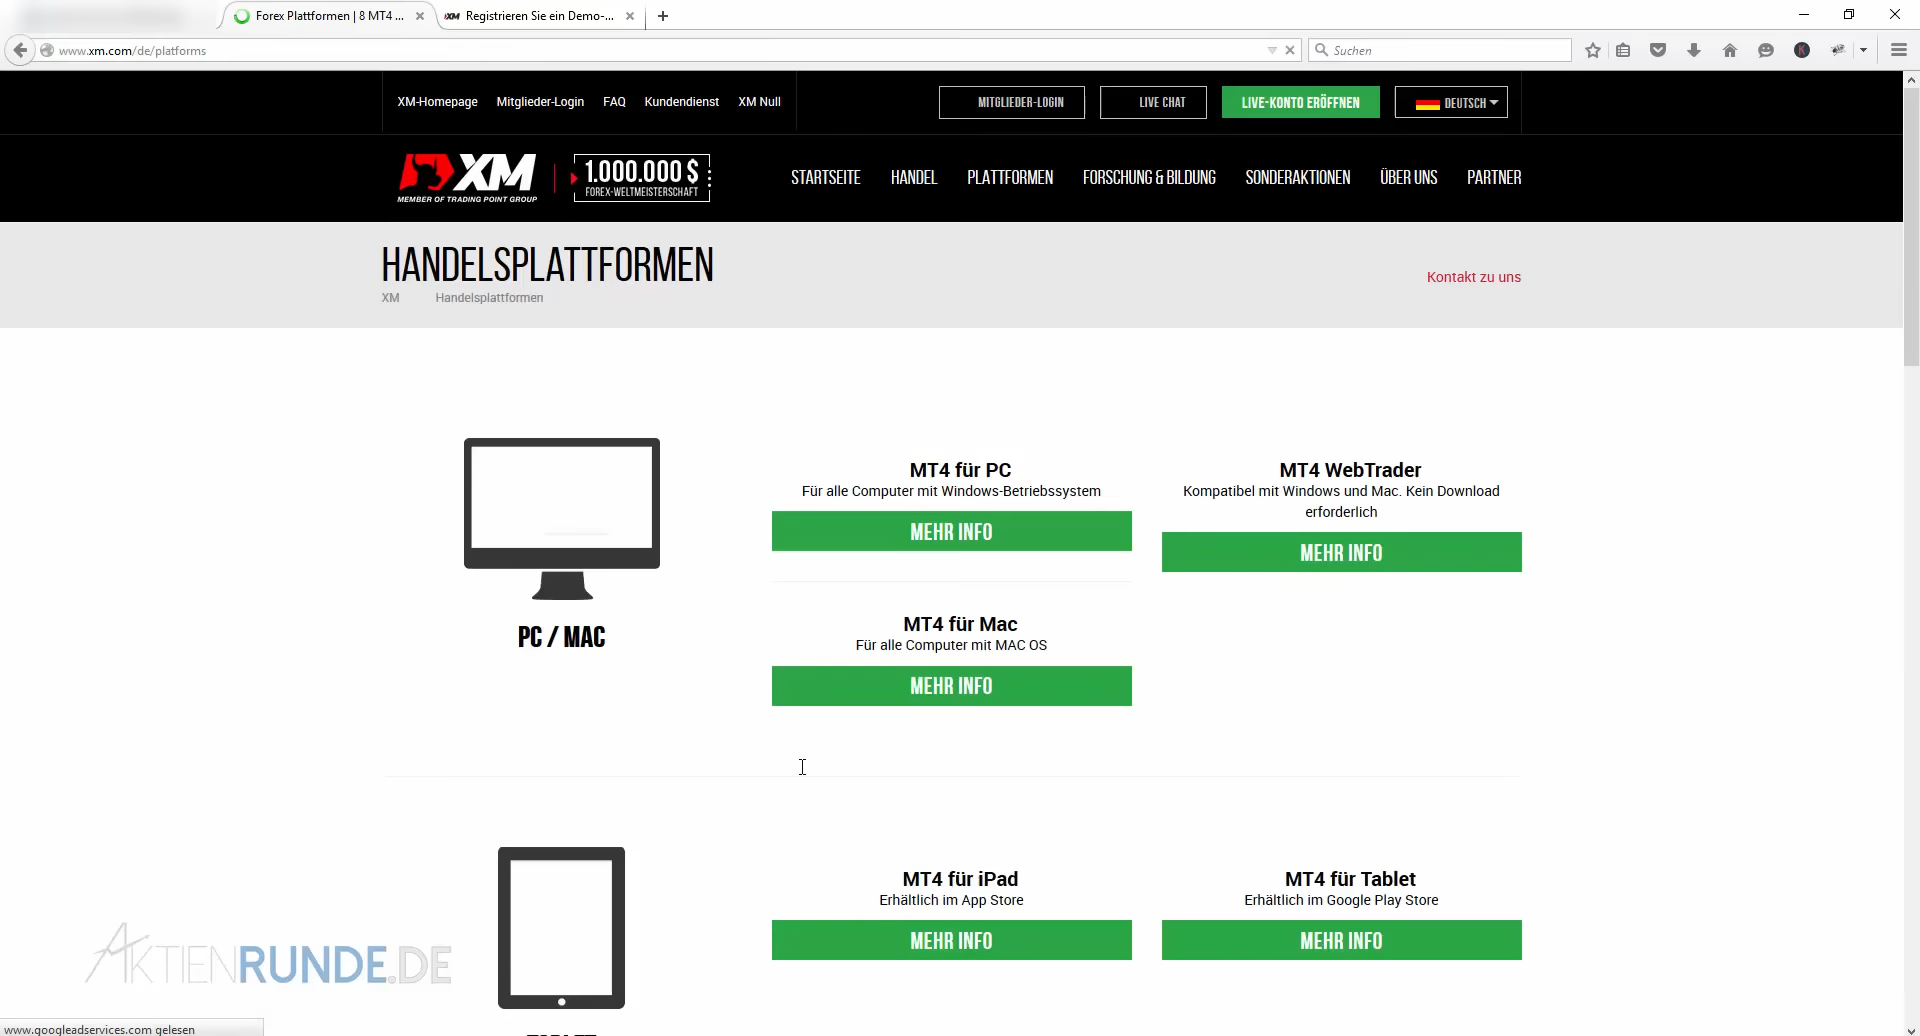 Forex Plattformen | 8 MT4 ...
XM Registrieren Sie ein Demo-...
www.xm.com/de/platforms
Suchen
XM-Homepage Mitglieder-Login FAQ Kundendienst XM Null
MITGLIEDER-LOGIN LIVE CHAT LIVE-KONTO ERÖFFNEN DEUTSCH
XM
MEMBER OF TRADING POINT GROUP
1.000.000 $
FOREX-WELTMEISTERSCHAFT
STARTSEITE HANDEL PLATTFORMEN FORSCHUNG & BILDUNG SONDERAKTIONEN ÜBER UNS PARTNER
HANDELSPLATTFORMEN
XM Handelsplattformen
Kontakt zu uns
PC / MAC
MT4 für PC
Für alle Computer mit Windows-Betriebssystem
MEHR INFO
MT4 WebTrader
Kompatibel mit Windows und Mac. Kein Download
erforderlich
MEHR INFO
MT4 für Mac
Für alle Computer mit MAC OS
MEHR INFO
MT4 für iPad
Erhältlich im App Store
MEHR INFO
MT4 für Tablet
Erhältlich im Google Play Store
MEHR INFO
AKTIENRUNDE.DE
www.googleadservices.com gelesen